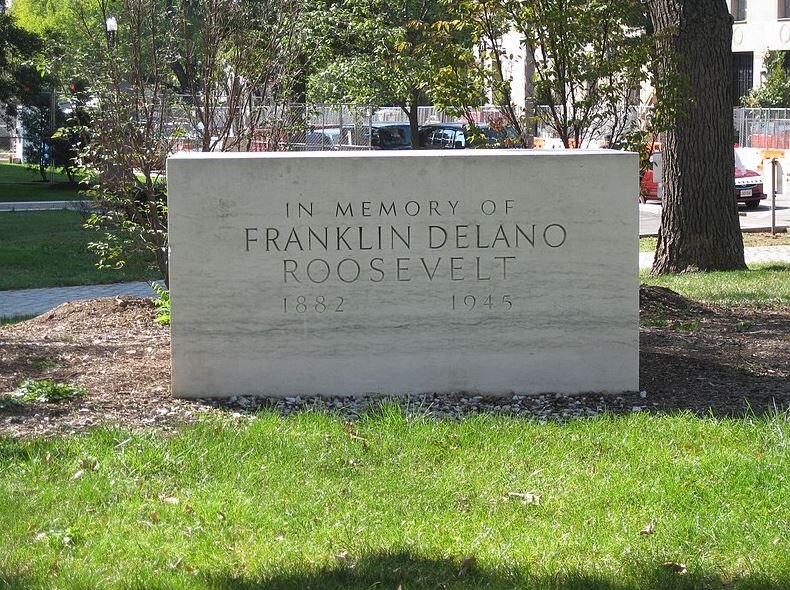 IN MEMORY OF
FRANKLIN DELANO
ROOSEVELT
1882 1945